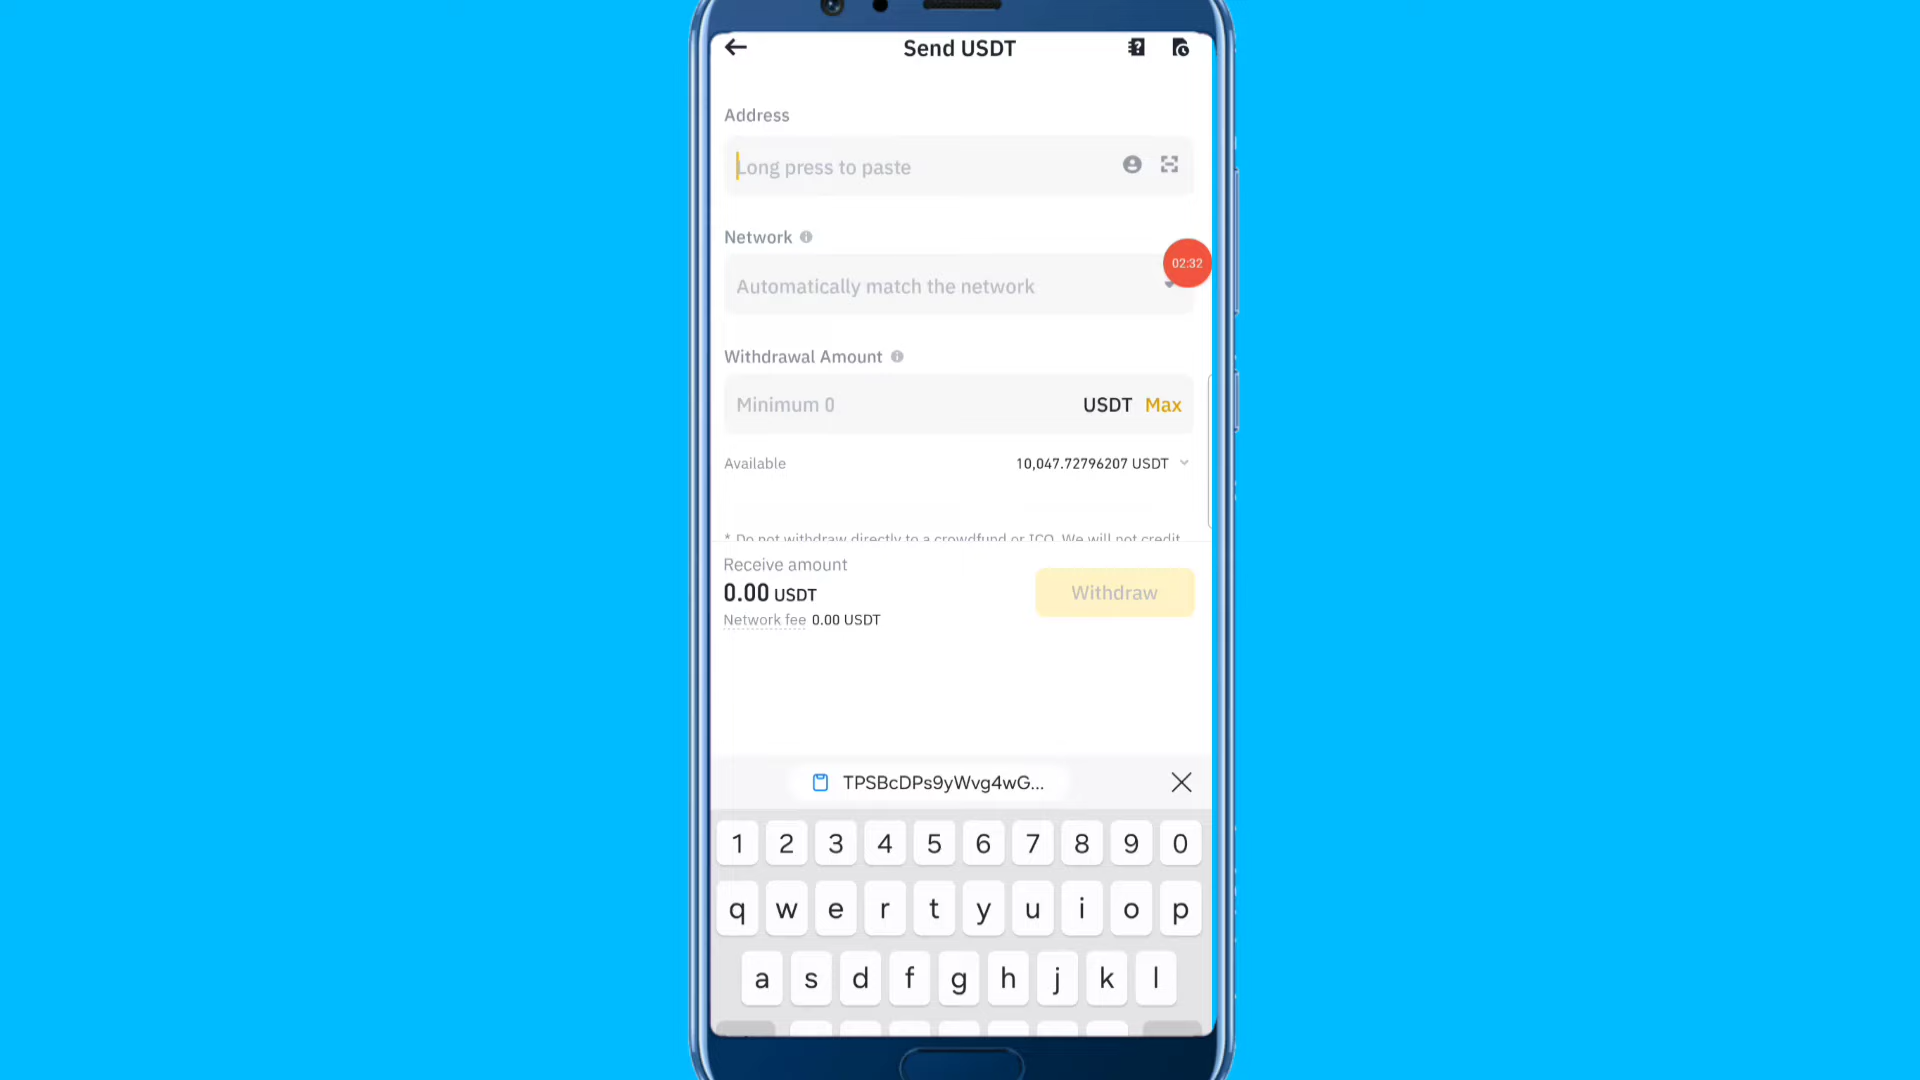 Send USDT
Address
Long press to paste
Network
02:32
Automatically match the network
Withdrawal Amount
Minimum 0 USDT Max
Available 10,047.72796207 USDT
* Do not withdraw directly to a crowdfund or ICO. We will not credit
Receive amount
0.00 USDT
Withdraw
Network fee 0.00 USDT
TPSBcDPs9yWvg4wG...
1 2 3 4 5 6 7 8 9 0
q w e r t y u i o p
a s d f g h j k l